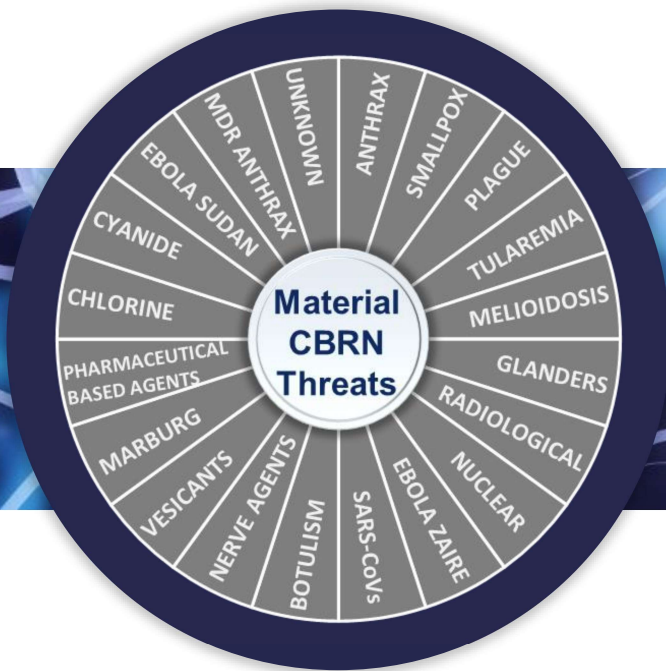 Material
CBRN
Threats
ANTHRAX
SMALLPOX
PLAGUE
TULAREMIA
MELIOIDOSIS
GLANDERS
RADIOLOGICAL
NUCLEAR
EBOLA ZAIRE
SARS-CoVs
BOTULISM
NERVE AGENTS
VESICANTS
MARBURG
PHARMACEUTICAL
BASED AGENTS
CHLORINE
CYANIDE
EBOLA SUDAN
MDR ANTHRAX
UNKNOWN